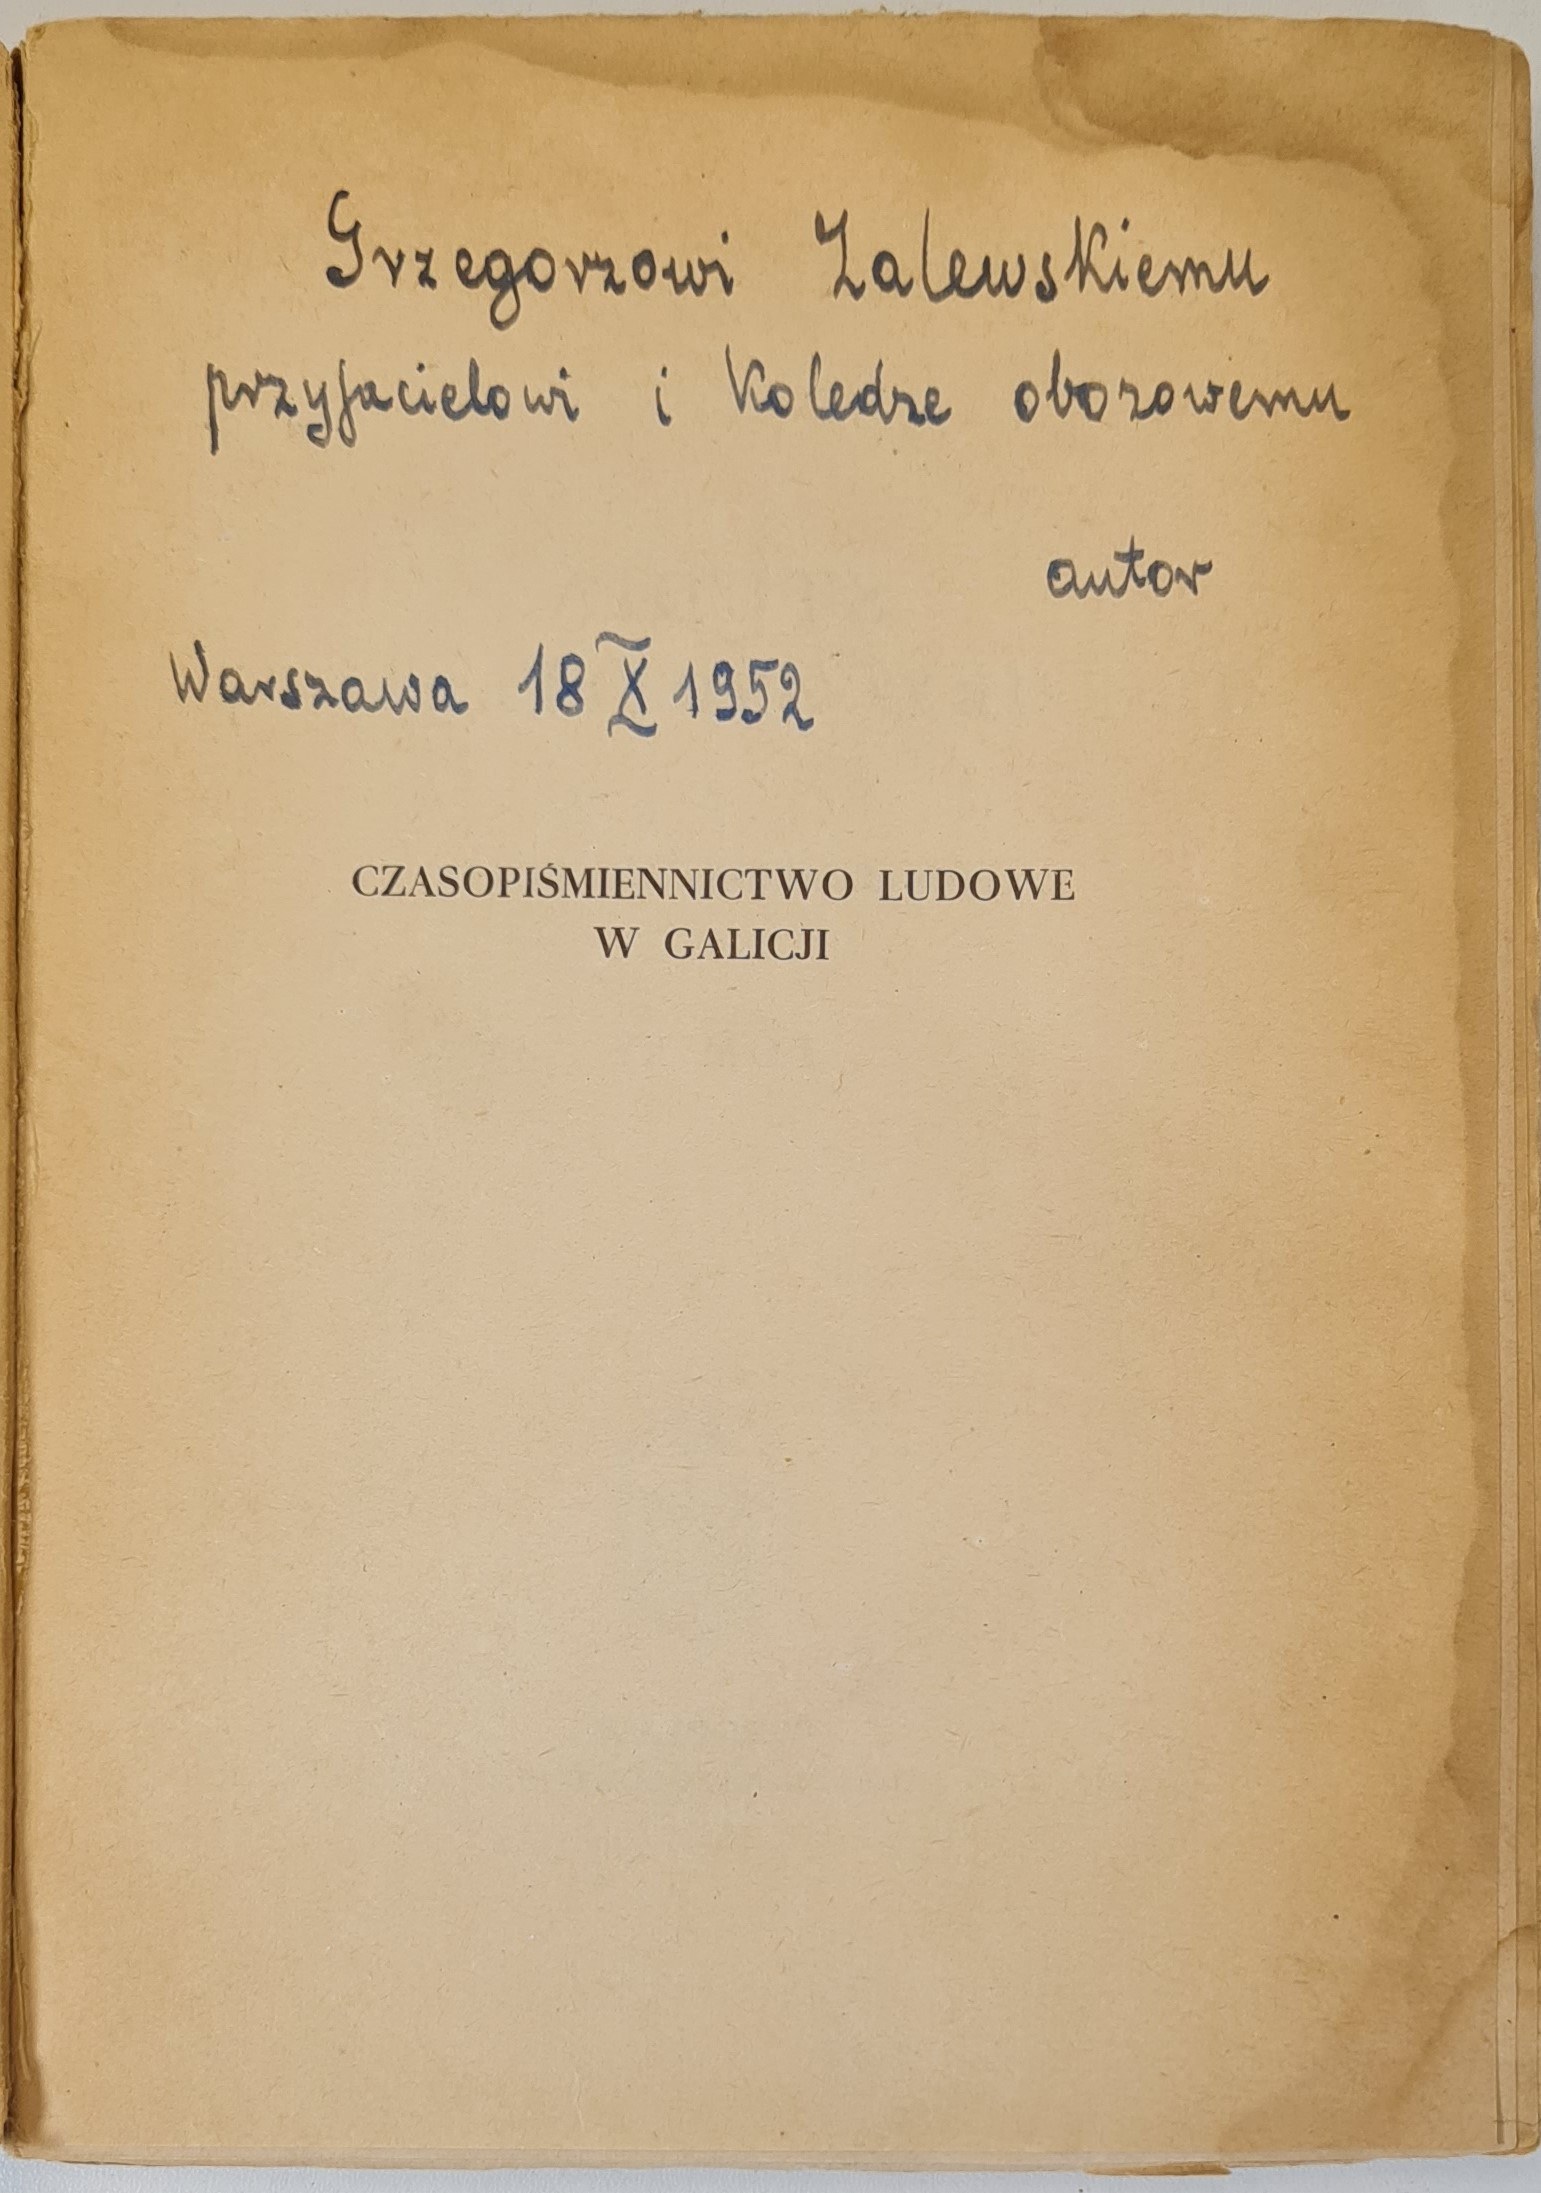 Grzegorzowi Zalewskiemu
przyjacielowi i Koledze obozowemu
autor
Warszawa 18 X 1952
CZASOPIŚMIENNICTWO LUDOWE
W GALICJI